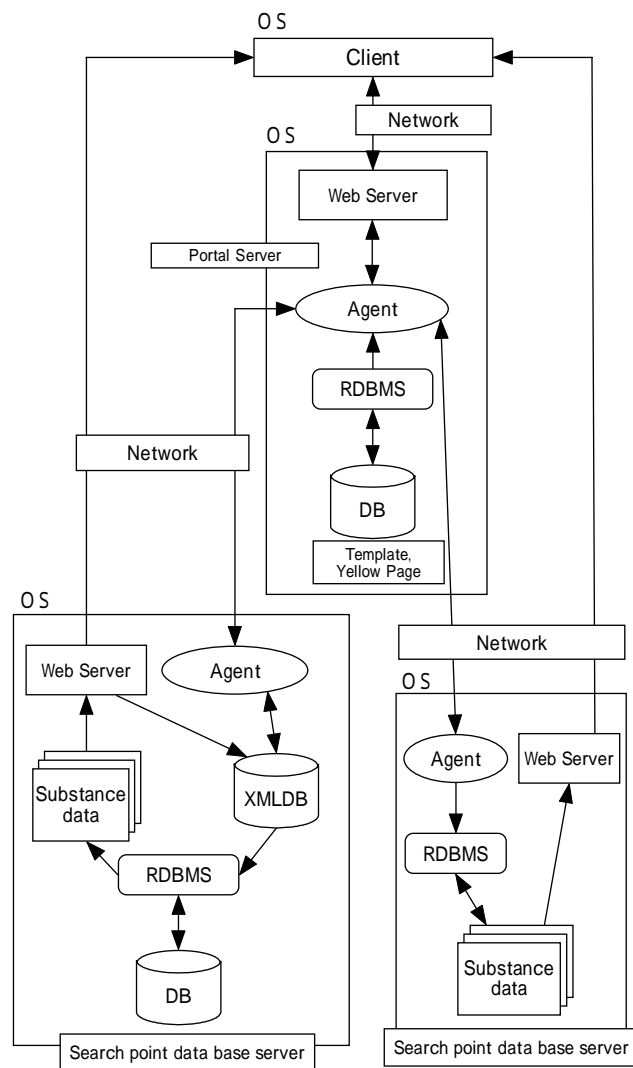 OS
Client
Network
OS
Web Server
Portal Server
Agent
RDBMS
Network
DB
Template,
Yellow Page
OS
Network
Web Server
Agent
OS
Agent
Web Server
Substance
data
XMLDB
RDBMS
RDBMS
DB
Substance
data
Search point data base server
Search point data base server